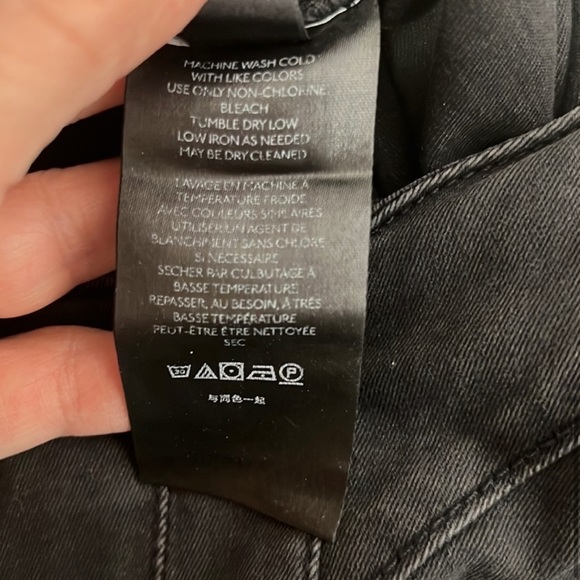 MACHINE WASH COLD
WITH LIKE COLORS
USE ONLY NON-CHLORINE
BLEACH
TUMBLE DRY LOW
LOW IRON AS NEEDED
MAY BE DRY CLEANED
LAVAGE EN MACHINE A
TEMPÉRATURE FROIDE
AVEC COULEURS SIMILAIRES
UTILISER UN AGENT DE
BLANCHIMENT SANS CHLORE
SI NÉCESSAIRE
SÉCHER PAR CULBUTAGE À
BASSE TEMPÉRATURE
REPASSER, AU BESOIN, À TRÈS
BASSE TEMPÉRATURE
PEUT-ÊTRE ÊTRE NETTOYÉE
SEC
30 P
与同色一起